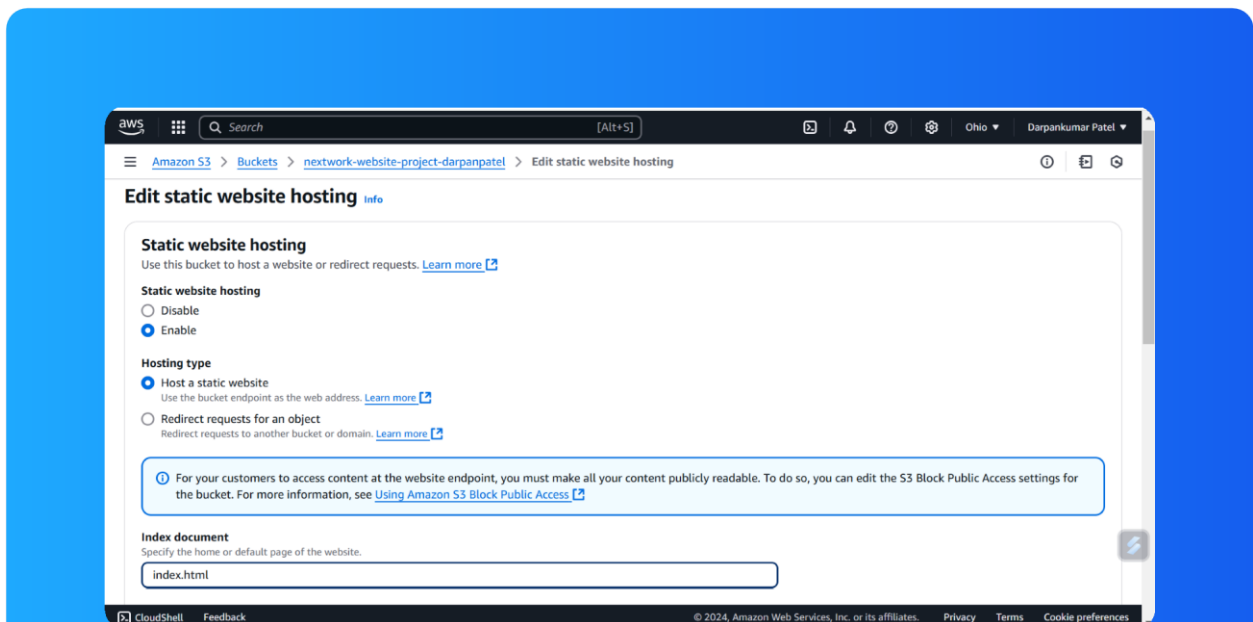 aws Search [Alt+S] Ohio ▼ Darpankumar Patel ▼
Amazon S3 > Buckets > nextwork-website-project-darpanpatel > Edit static website hosting
Edit static website hosting Info
Static website hosting
Use this bucket to host a website or redirect requests. Learn more
Static website hosting
Disable
Enable
Hosting type
Host a static website
Use the bucket endpoint as the web address. Learn more
Redirect requests for an object
Redirect requests to another bucket or domain. Learn more
For your customers to access content at the website endpoint, you must make all your content publicly readable. To do so, you can edit the S3 Block Public Access settings for
the bucket. For more information, see Using Amazon S3 Block Public Access
Index document
Specify the home or default page of the website.
index.html
CloudShell Feedback © 2024, Amazon Web Services, Inc. or its affiliates. Privacy Terms Cookie preferences